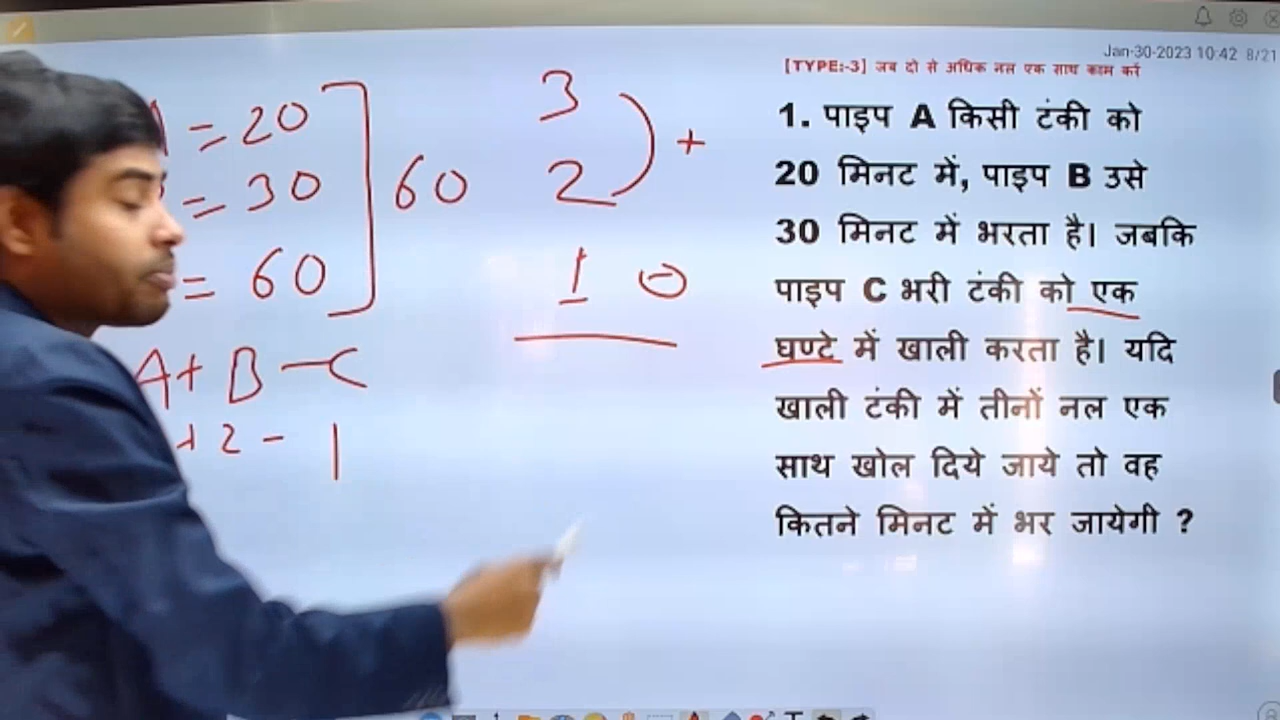 Jan-30-2023 10:42 8/21
[TYPE:-3] जब दो से अधिक नल एक साथ काम करें
1. पाइप A किसी टंकी को
20 मिनट में, पाइप B उसे
30 मिनट में भरता है। जबकि
पाइप C भरी टंकी को एक
घण्टे में खाली करता है। यदि
खाली टंकी में तीनों नल एक
साथ खोल दिये जाये तो वह
कितने मिनट में भर जायेगी ?
= 20
= 30
= 60
60
3
2
+
1
A + B - C
+ 2 - 1